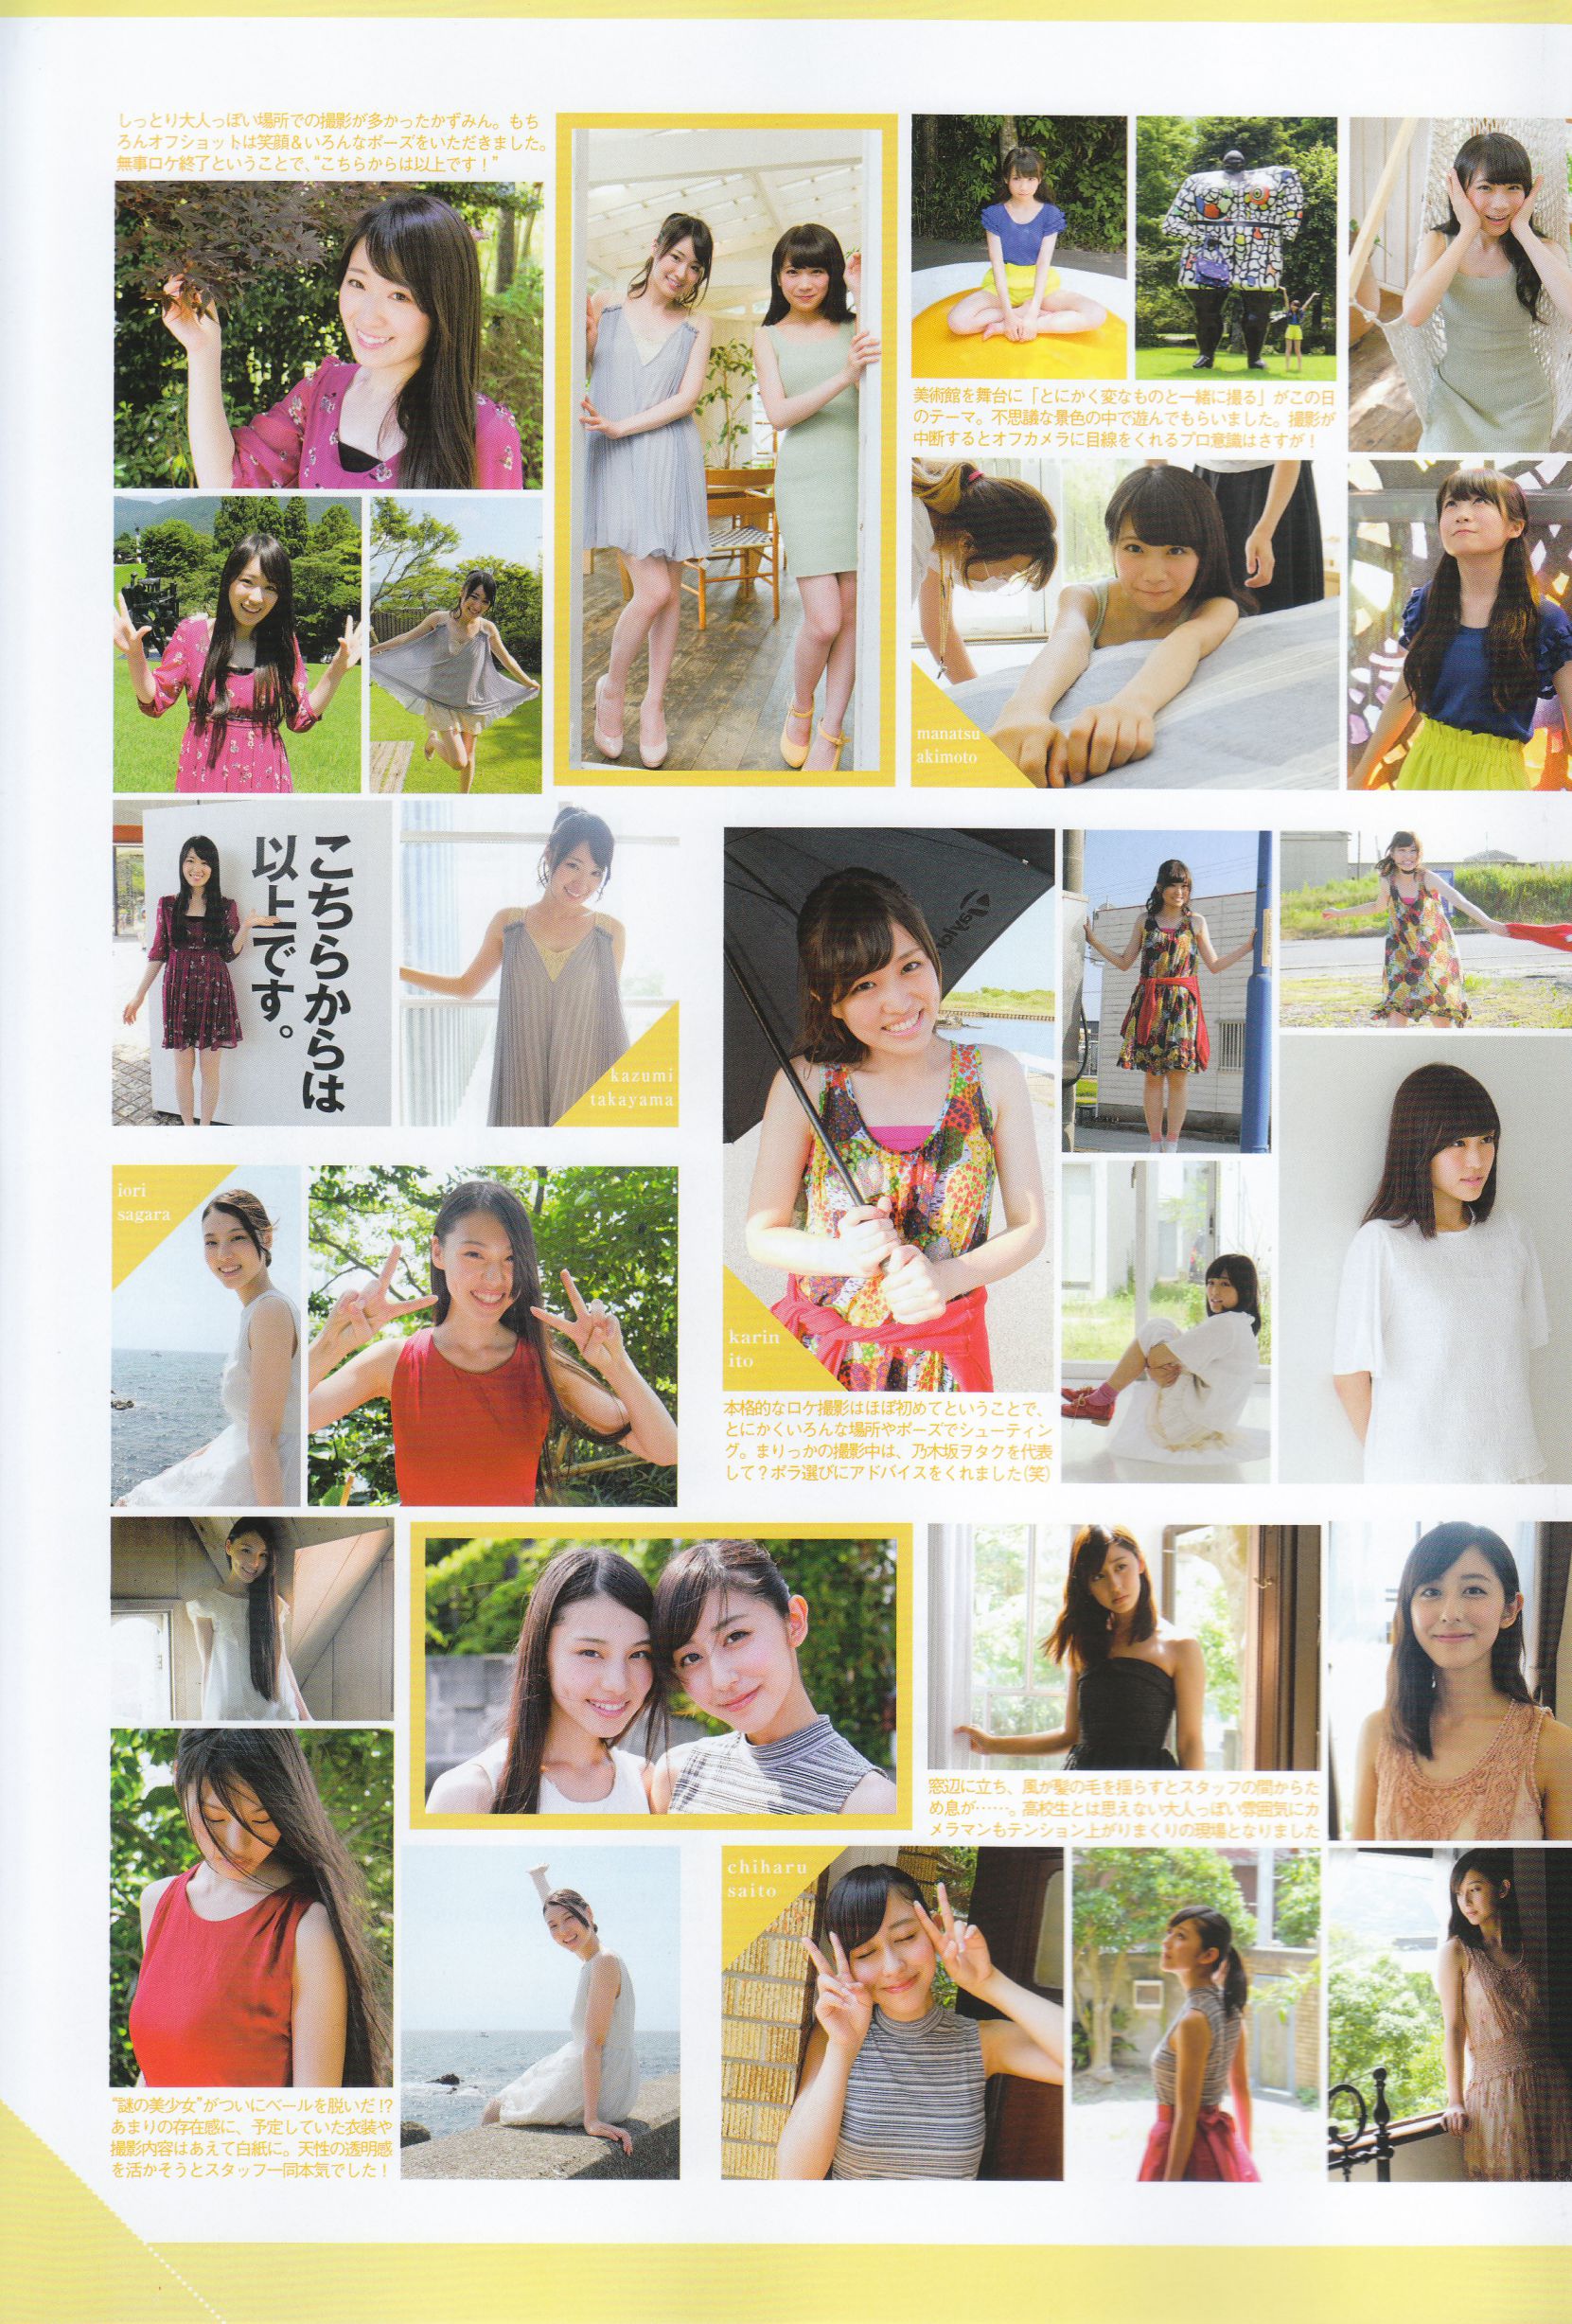 しっとり大人っぽい場所での撮影が多かったかずみん。もち
ろんオフショットは笑顔＆いろんなポーズをいただきました。
無事ロケ終了ということで、“こちらからは以上です！”
美術館を舞台に「とにかく変なものと一緒に撮る」がこの日
のテーマ。不思議な景色の中で遊んでもらいました。撮影が
中断するとオフカメラに目線をくれるプロ意識はさすが！
manatsu
akimoto
こちらからは
以上です。
kazumi
takayama
Taylor
karin
ito
本格的なロケ撮影はほぼ初めてということで、
とにかくいろんな場所やポーズでシューティン
グ。まりっかの撮影中は、乃木坂ヲタクを代表
して？ポラ選びにアドバイスをくれました（笑）
iori
sagara
窓辺に立ち、風が髪の毛を揺らすとスタッフの間からた
め息が……。高校生とは思えない大人っぽい雰囲気にカ
メラマンもテンション上がりまくりの現場となりました
chiharu
saito
“謎の美少女”がついにベールを脱いだ!?
あまりの存在感に、予定していた衣装や
撮影内容はあえて白紙に。天性の透明感
を活かそうとスタッフ一同本気でした！